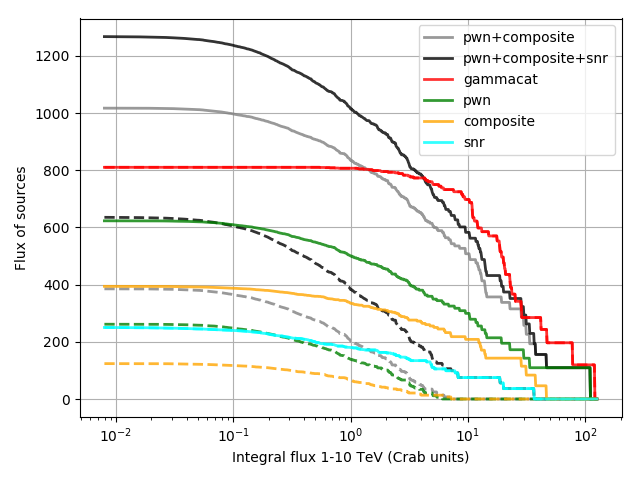 pwn+composite
pwn+composite+snr
gammacat
pwn
composite
snr
1200
1000
800
600
400
200
0
Flux of sources
10⁻² 10⁻¹ 10⁰ 10¹ 10²
Integral flux 1-10 TeV (Crab units)